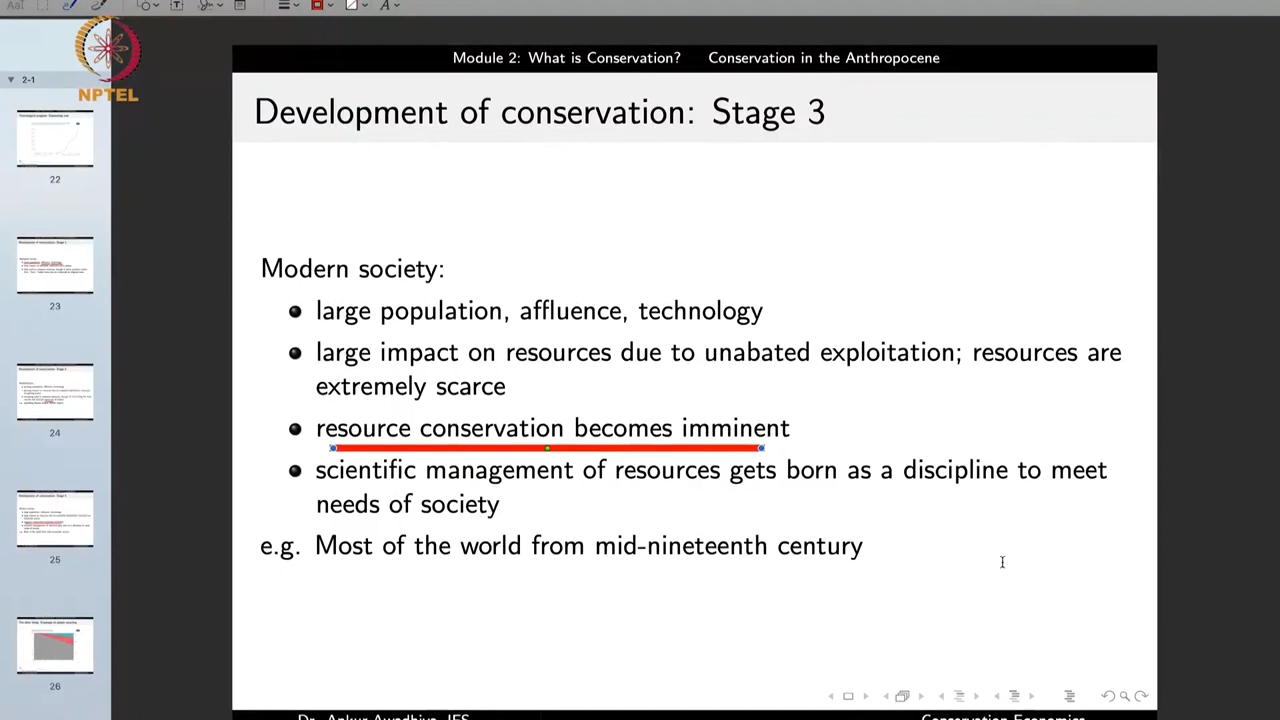 NPTEL
2-1
22
23
24
25
26
Module 2: What is Conservation? Conservation in the Anthropocene
Development of conservation: Stage 3
Modern society:
large population, affluence, technology
large impact on resources due to unabated exploitation; resources are
extremely scarce
resource conservation becomes imminent
scientific management of resources gets born as a discipline to meet
needs of society
e.g. Most of the world from mid-nineteenth century
Dr. Ankur Awadhiya, IFS Conservation Economics